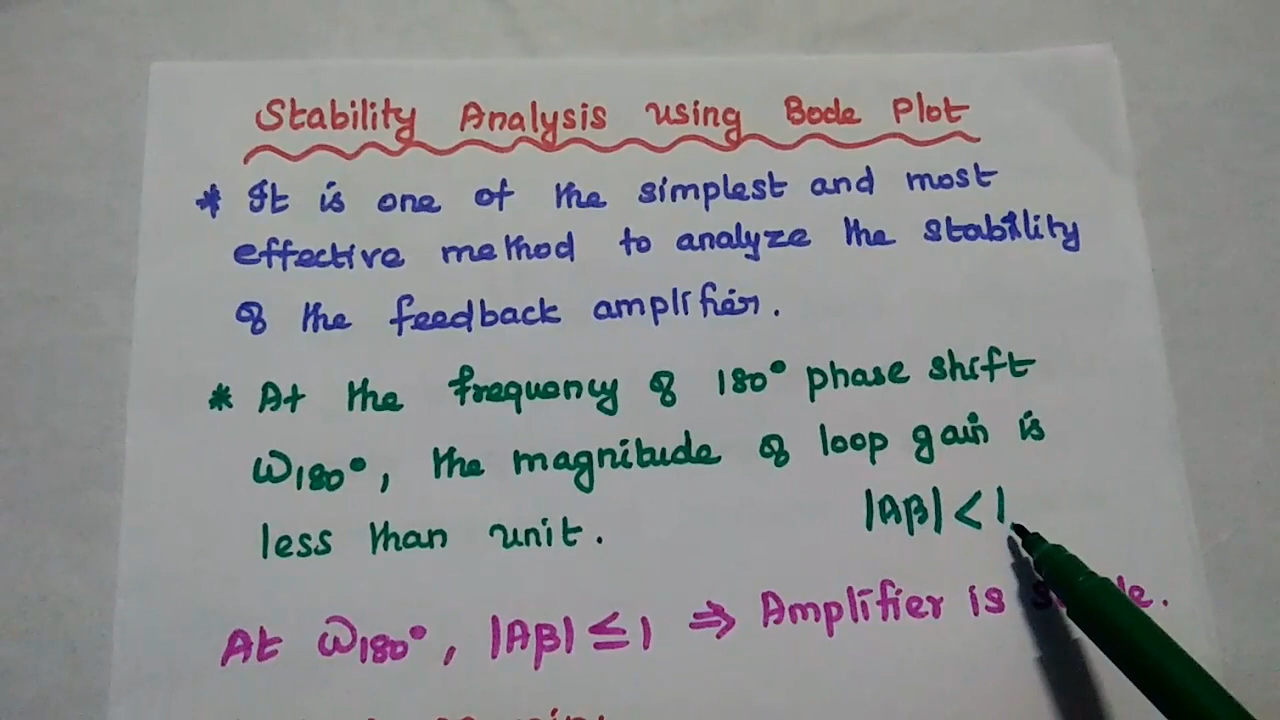 Stability Analysis using Bode Plot
* It is one of the simplest and most
effective method to analyze the stability
of the feedback amplifier.
* At the frequency of 180° phase shift
ω180°, the magnitude of loop gain is
less than unit.
|Aβ| < 1
At ω180°, |Aβ| ≤ 1 ⇒ Amplifier is